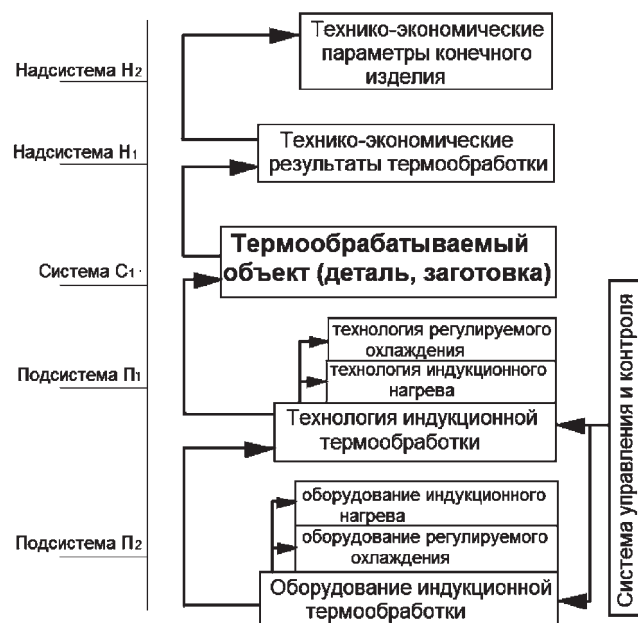 Технико-экономические
параметры конечного
изделия
Надсистема Н2
Технико-экономические
результаты термообработки
Надсистема Н1
Термообрабатываемый
объект (деталь, заготовка)
Система С1
технология регулируемого
охлаждения
технология индукционного
нагрева
Подсистема П1
Технология индукционной
термообработки
оборудование индукционного
нагрева
оборудование регулируемого
охлаждения
Подсистема П2
Оборудование индукционной
термообработки
Система управления и контроля